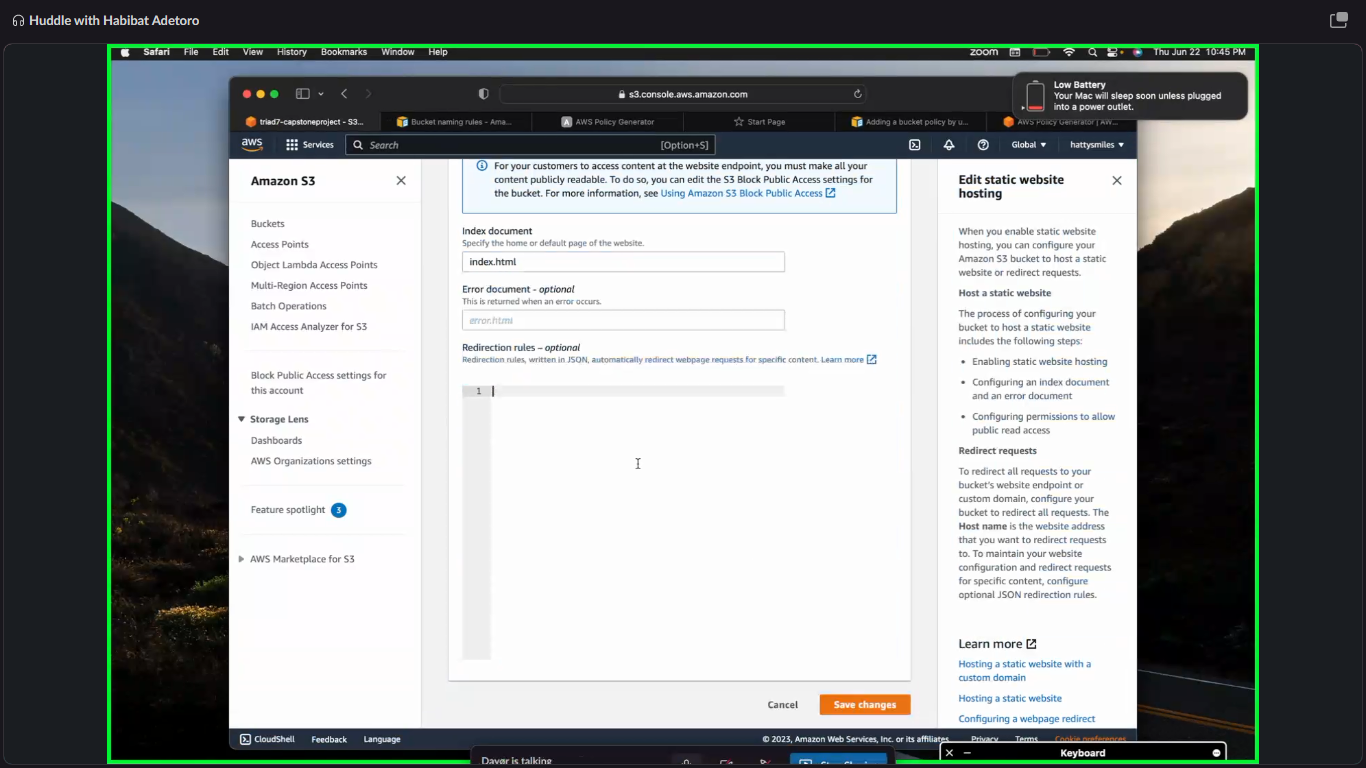 Huddle with Habibat Adetoro
Safari File Edit View History Bookmarks Window Help
zoom
Thu Jun 22 10:45 PM
s3.console.aws.amazon.com
Low Battery
Your Mac will sleep soon unless plugged
into a power outlet.
triad7-capstoneproject - S3...
Bucket naming rules - Ama...
AWS Policy Generator
Start Page
Adding a bucket policy by u...
AWS Policy Generator | AW...
aws
Services
Search
[Option+S]
Global
hattysmiles
Amazon S3
Buckets
Access Points
Object Lambda Access Points
Multi-Region Access Points
Batch Operations
IAM Access Analyzer for S3
Block Public Access settings for
this account
Storage Lens
Dashboards
AWS Organizations settings
Feature spotlight 3
AWS Marketplace for S3
For your customers to access content at the website endpoint, you must make all your
content publicly readable. To do so, you can edit the S3 Block Public Access settings for
the bucket. For more information, see Using Amazon S3 Block Public Access
Index document
Specify the home or default page of the website.
index.html
Error document - optional
This is returned when an error occurs.
error.html
Redirection rules – optional
Redirection rules, written in JSON, automatically redirect webpage requests for specific content. Learn more
1
Cancel
Save changes
Edit static website
hosting
When you enable static website
hosting, you can configure your
Amazon S3 bucket to host a static
website or redirect requests.
Host a static website
The process of configuring your
bucket to host a static website
includes the following steps:
• Enabling static website hosting
• Configuring an index document
and an error document
• Configuring permissions to allow
public read access
Redirect requests
To redirect all requests to your
bucket's website endpoint or
custom domain, configure your
bucket to redirect all requests. The
Host name is the website address
that you want to redirect requests
to. To maintain your website
configuration and redirect requests
for specific content, configure
optional JSON redirection rules.
Learn more
Hosting a static website with a
custom domain
Hosting a static website
Configuring a webpage redirect
CloudShell
Feedback
Language
© 2023, Amazon Web Services, Inc. or its affiliates.
Privacy
Terms
Cookie preferences
Keyboard
is talking